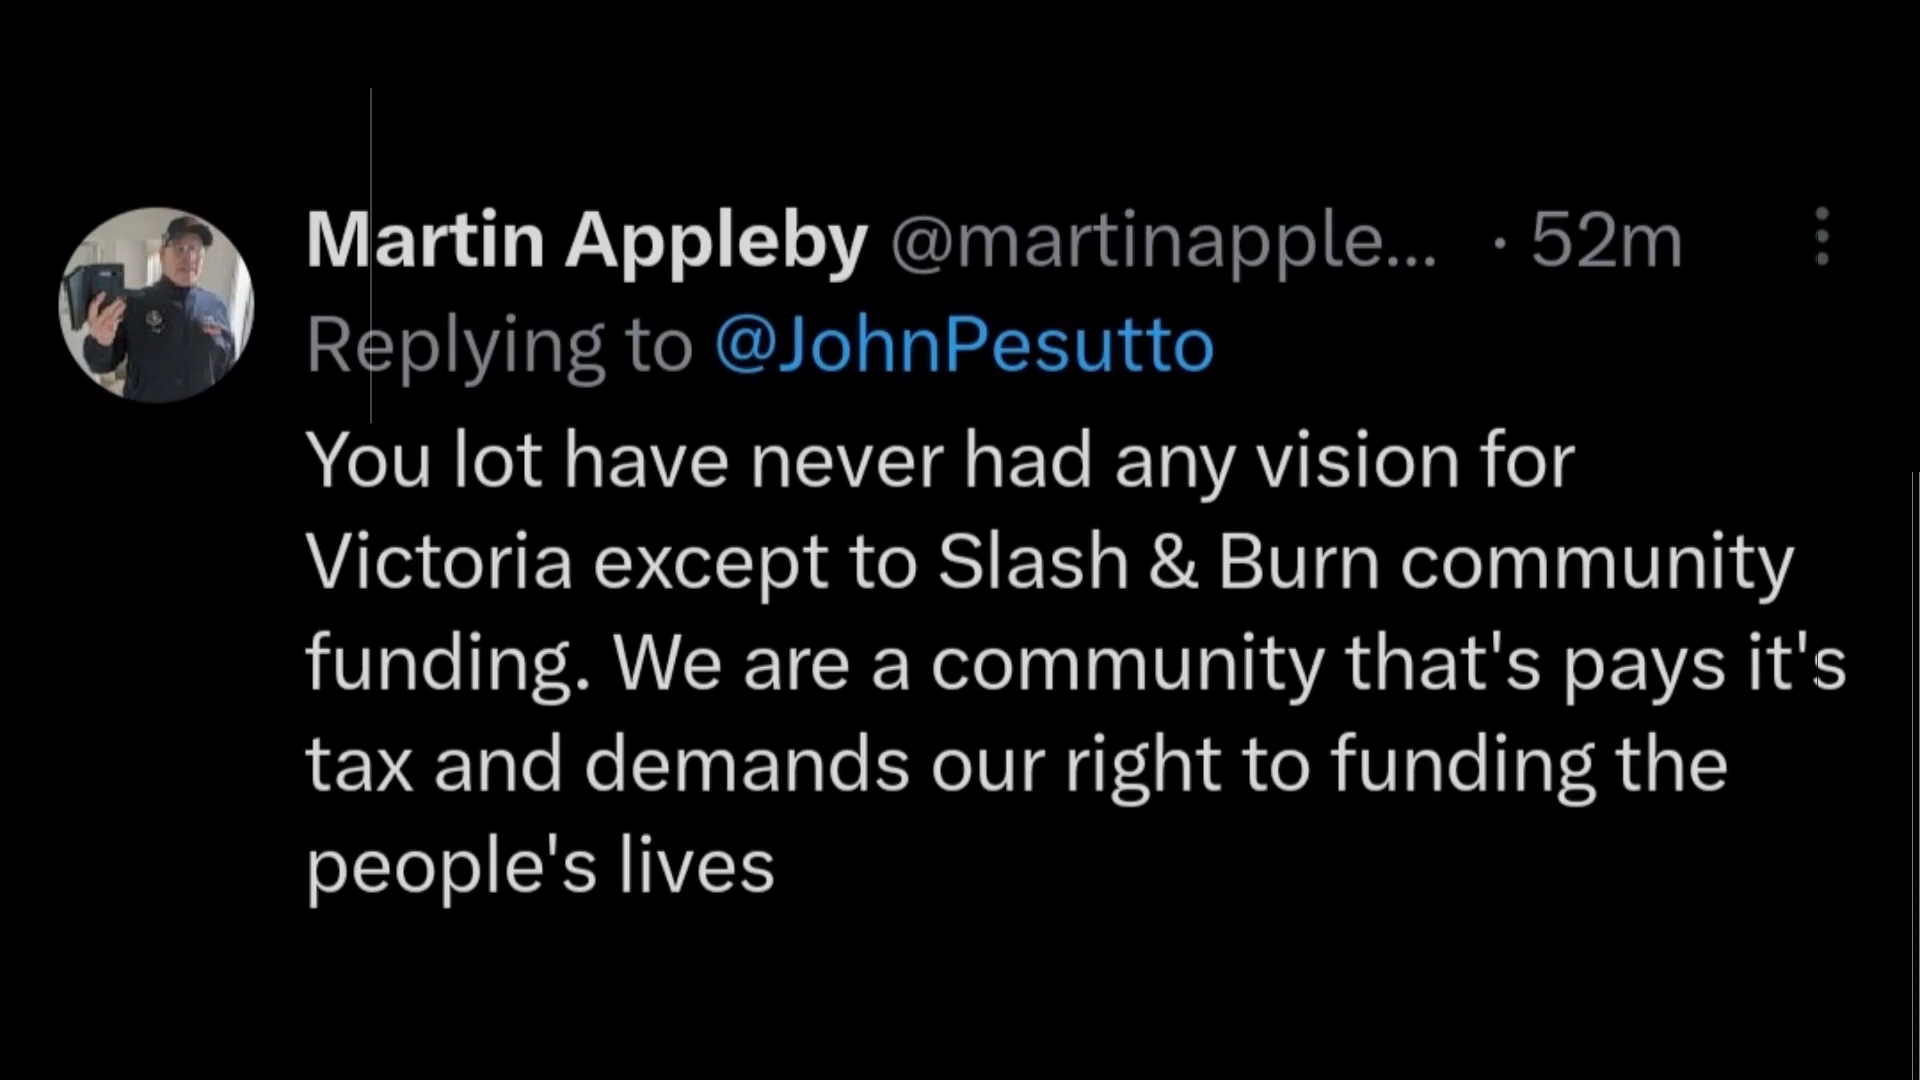 Martin Appleby @martinapple... · 52m
Replying to @JohnPesutto
You lot have never had any vision for
Victoria except to Slash & Burn community
funding. We are a community that's pays it's
tax and demands our right to funding the
people's lives